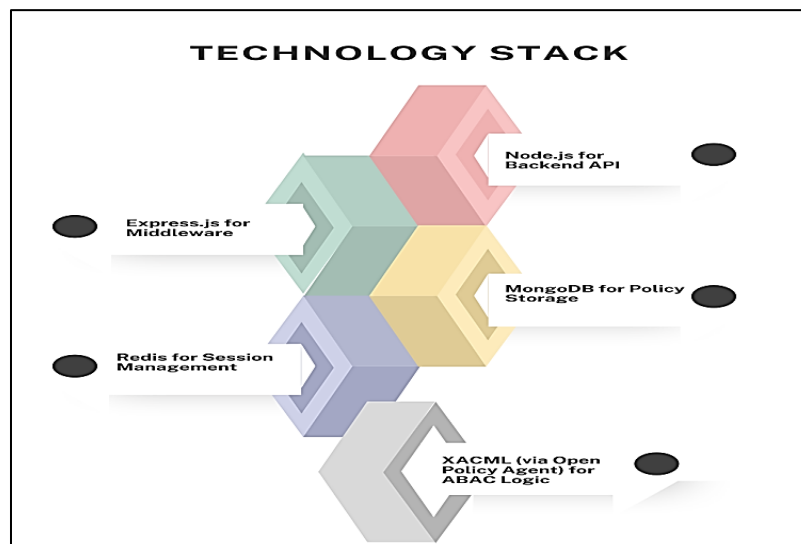 TECHNOLOGY STACK
Node.js for
Backend API
Express.js for
Middleware
MongoDB for Policy
Storage
Redis for Session
Management
XACML (via Open
Policy Agent) for
ABAC Logic